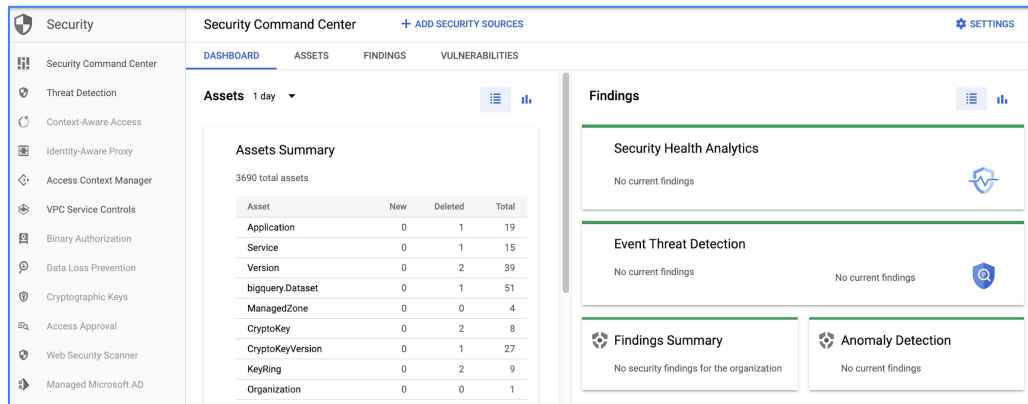 Security
Security Command Center
Threat Detection
Context-Aware Access
Identity-Aware Proxy
Access Context Manager
VPC Service Controls
Binary Authorization
Data Loss Prevention
Cryptographic Keys
Access Approval
Web Security Scanner
Managed Microsoft AD
Security Command Center + ADD SECURITY SOURCES SETTINGS
DASHBOARD ASSETS FINDINGS VULNERABILITIES
Assets 1 day
Assets Summary
3690 total assets
Asset New Deleted Total
Application 0 1 19
Service 0 1 15
Version 0 2 39
bigquery.Dataset 0 1 51
ManagedZone 0 0 4
CryptoKey 0 2 8
CryptoKeyVersion 0 1 27
KeyRing 0 2 9
Organization 0 0 1
Findings
Security Health Analytics
No current findings
Event Threat Detection
No current findings No current findings
Findings Summary
No security findings for the organization
Anomaly Detection
No current findings